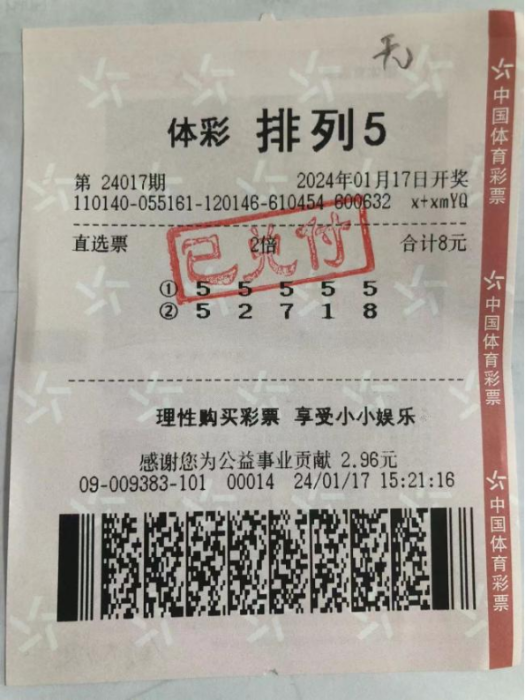 无
体彩 排列5
第 24017期 2024年01月17日开奖
110140-055161-120146-610454 600632 x+xmYQ
直选票 2倍 合计8元
已兑付
① 5 5 5 5 5
② 5 2 7 1 8
理性购买彩票 享受小小娱乐
感谢您为公益事业贡献 2.96元
09-009383-101 00014 24/01/17 15:21:16
中国体育彩票
中国体育彩票
中国体育彩票